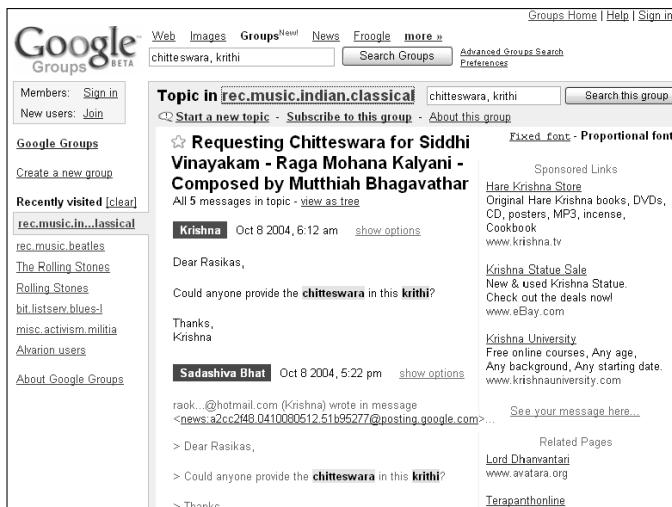 Groups Home | Help | Sign in
Google Groups BETA
Web Images Groups New! News Froogle more »
chitteswara, krithi Search Groups Advanced Groups Search
Preferences
Members: Sign in
New users: Join
Google Groups
Create a new group
Recently visited [clear]
rec.music.in...lassical
rec.music.beatles
The Rolling Stones
Rolling Stones
bit.listserv.blues-l
misc.activism.militia
Alvarion users
About Google Groups
Topic in rec.music.indian.classical chitteswara, krithi Search this group
Start a new topic - Subscribe to this group - About this group
Requesting Chitteswara for Siddhi
Vinayakam - Raga Mohana Kalyani -
Composed by Mutthiah Bhagavathar
All 5 messages in topic - view as tree
Krishna Oct 8 2004, 6:12 am show options
Dear Rasikas,
Could anyone provide the chitteswara in this krithi?
Thanks,
Krishna
Sadashiva Bhat Oct 8 2004, 5:22 pm show options
raok...@hotmail.com (Krishna) wrote in message
<news:a2cc2f48.0410080512.51b95277@posting.google.com>...
> Dear Rasikas,
> Could anyone provide the chitteswara in this krithi?
> Thanks
Fixed font - Proportional font
Sponsored Links
Hare Krishna Store
Original Hare Krishna books, DVDs,
CD, posters, MP3, incense,
Cookbook
www.krishna.tv
Krishna Statue Sale
New & used Krishna Statue.
Check out the deals now!
www.eBay.com
Krishna University
Free online courses, Any age,
Any background, Any starting date.
www.krishnauniversity.com
See your message here...
Related Pages
Lord Dhanvantari
www.avatara.org
Terapanthonline